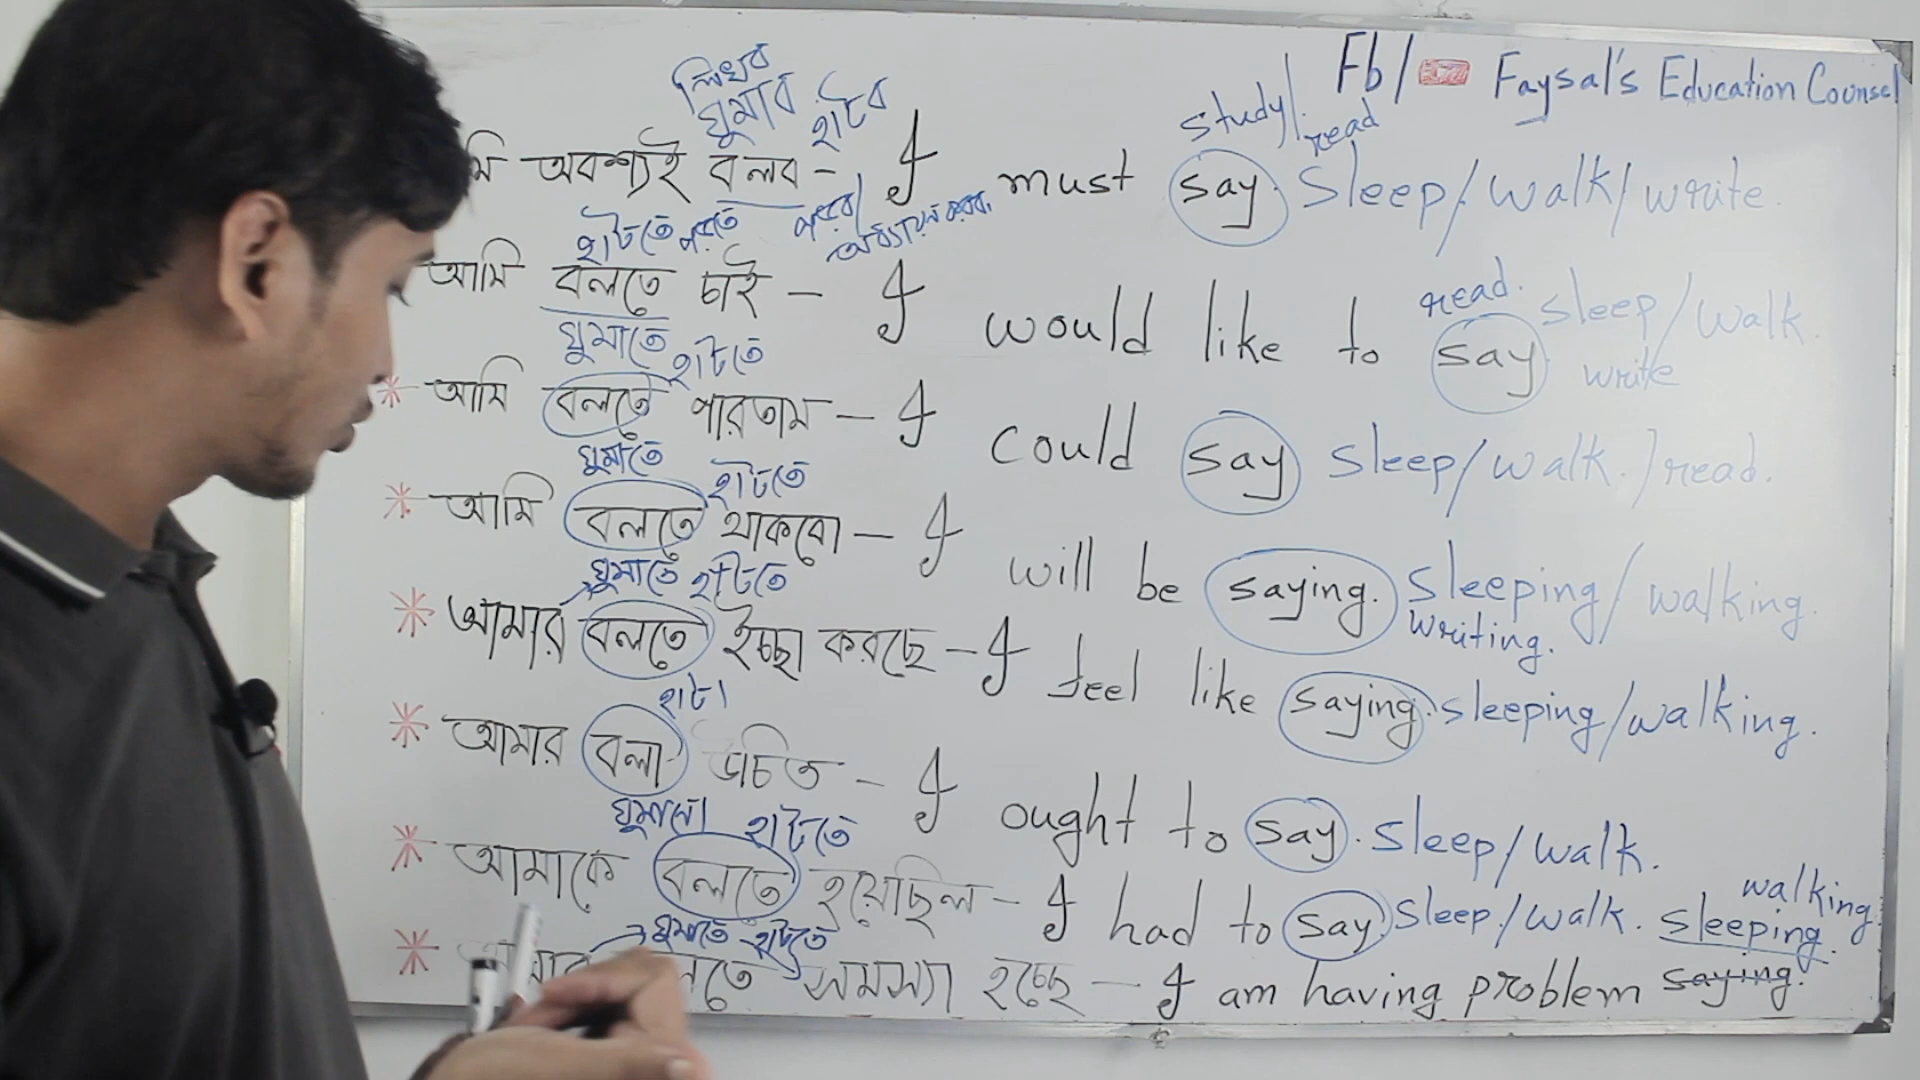 Fb/ Faysal's Education Counsel
লিখব
ঘুমাব হাটব
study/ read
মি অবশ্যই বলব - I must say. Sleep/walk/write.
হাটতে পরতে পরবো/ অধ্যায়ন করব।
আমি বলতে চাই - I would like to say read. sleep/walk
write
ঘুমাতে হাটতে
* আমি বলতে পারতাম - I could say sleep/walk./read.
ঘুমাতে হাটতে
* আমি বলতে থাকবো - I will be saying. sleeping/walking.
writing.
ঘুমাতে হাটতে
* আমার বলতে ইচ্ছা করছে - I feel like saying. sleeping/walking.
হাটা
* আমার বলা উচিত - I ought to say. sleep/walk.
ঘুমানো হাটতে
* আমাকে বলতে হয়েছিল - I had to say. sleep/walk.
walking
ঘুমাতে হাটতে sleeping.
* লতে সমস্যা হচ্ছে - I am having problem saying.